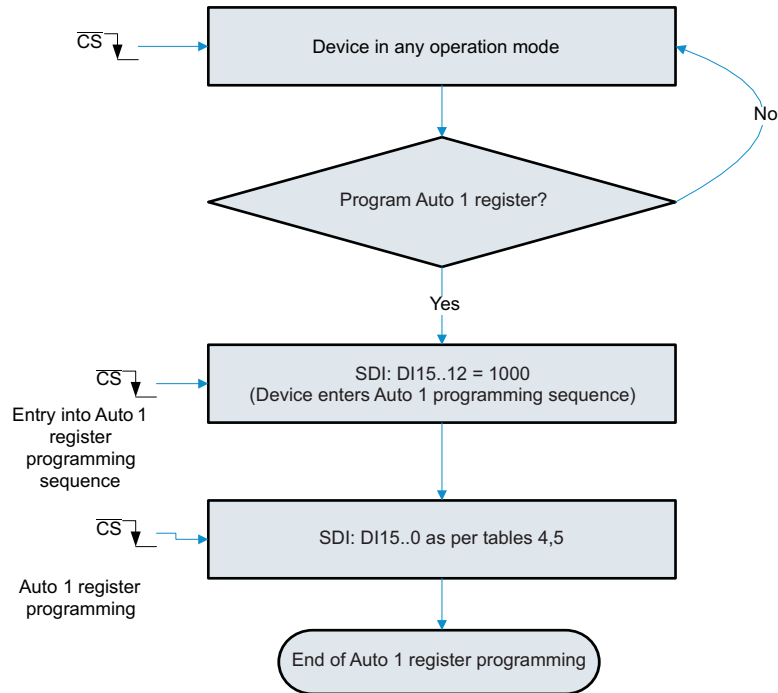 CS
Device in any operation mode
No
Program Auto 1 register?
Yes
CS
SDI: DI15..12 = 1000
(Device enters Auto 1 programming sequence)
Entry into Auto 1
register
programming
sequence
CS
SDI: DI15..0 as per tables 4,5
Auto 1 register
programming
End of Auto 1 register programming